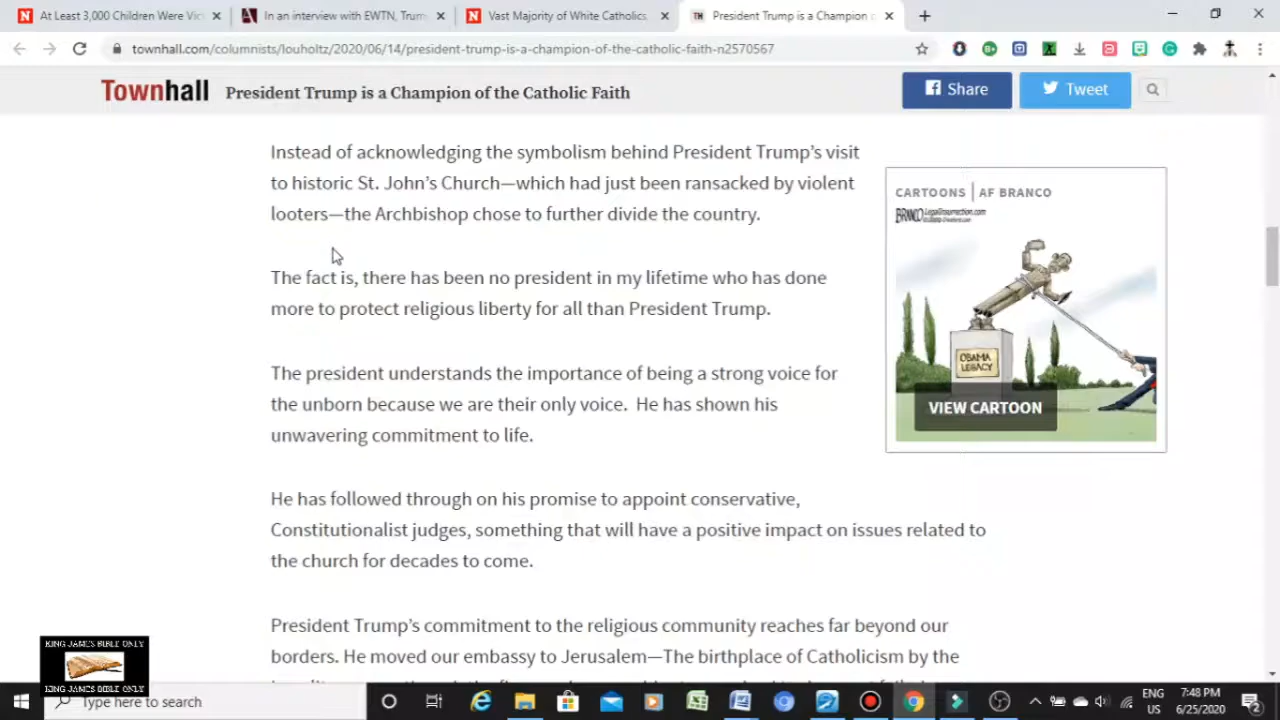 At Least 3,000 Children Were Vic
In an interview with EWTN, Trum
Vast Majority of White Catholics,
President Trump is a Champion o
townhall.com/columnists/louholtz/2020/06/14/president-trump-is-a-champion-of-the-catholic-faith-n2570567
Townhall
President Trump is a Champion of the Catholic Faith
Share
Tweet
Instead of acknowledging the symbolism behind President Trump's visit
to historic St. John's Church—which had just been ransacked by violent
looters—the Archbishop chose to further divide the country.
The fact is, there has been no president in my lifetime who has done
more to protect religious liberty for all than President Trump.
The president understands the importance of being a strong voice for
the unborn because we are their only voice.  He has shown his
unwavering commitment to life.
He has followed through on his promise to appoint conservative,
Constitutionalist judges, something that will have a positive impact on issues related to
the church for decades to come.
President Trump's commitment to the religious community reaches far beyond our
borders. He moved our embassy to Jerusalem—The birthplace of Catholicism by the
CARTOONS | AF BRANCO
BRANCO
LegalInsurrection.com
OBAMA
LEGACY
VIEW CARTOON
KING JAMES BIBLE ONLY
KING JAMES BIBLE ONLY
Type here to search
ENG
US
7:48 PM
6/25/2020
2